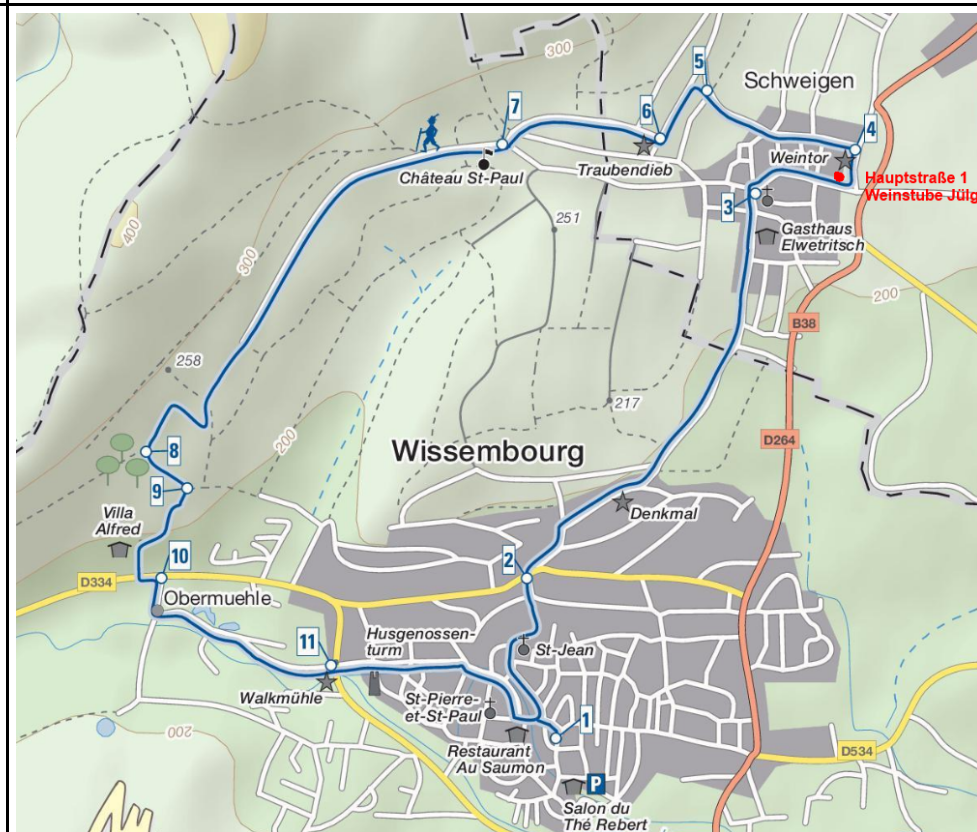 300
5
Schweigen
7
6
4
Weintor
Château St-Paul
Traubendieb
Hauptstraße 1
Weinstube Jülg
3
400
300
251
Gasthaus
Elwetritsch
200
B38
258
217
200
Wissembourg
D264
8
9
Villa
Alfred
Denkmal
2
10
D334
Obermuehle
11
Husgenossen-
turm
St-Jean
Walkmühle
St-Pierre-
et-St-Paul
1
200
Restaurant
Au Saumon
D534
P
Salon du
Thé Rebert